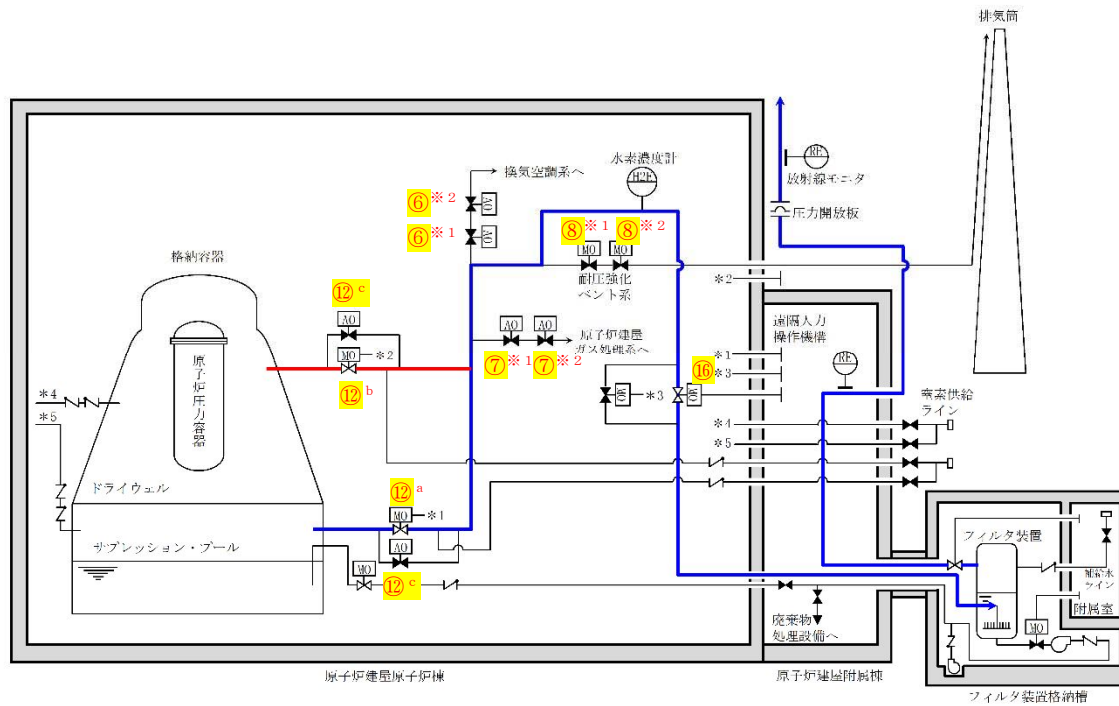 排気筒
水素濃度計
H2E
換気空調系へ
⑥※2
AO
⑥※1
AO
RE
放射線モニタ
圧力開放板
⑧※1
⑧※2
MO
MO
耐圧強化
ベント系
*2
格納容器
原子炉圧力容器
⑫c
AO
MO
*2
⑫b
AO
AO
原子炉建屋
ガス処理系へ
⑦※1
⑦※2
遠隔人力
操作機構
*1
*3
⑯
MO
*3
MO
RE
窒素供給
ライン
*4
*5
*4
*5
ドライウェル
⑫a
MO
*1
AO
サプレッション・プール
MO
⑫c
フィルタ装置
補給水
ライン
附属室
MO
廃棄物
処理設備へ
原子炉建屋原子炉棟
原子炉建屋附属棟
フィルタ装置格納槽